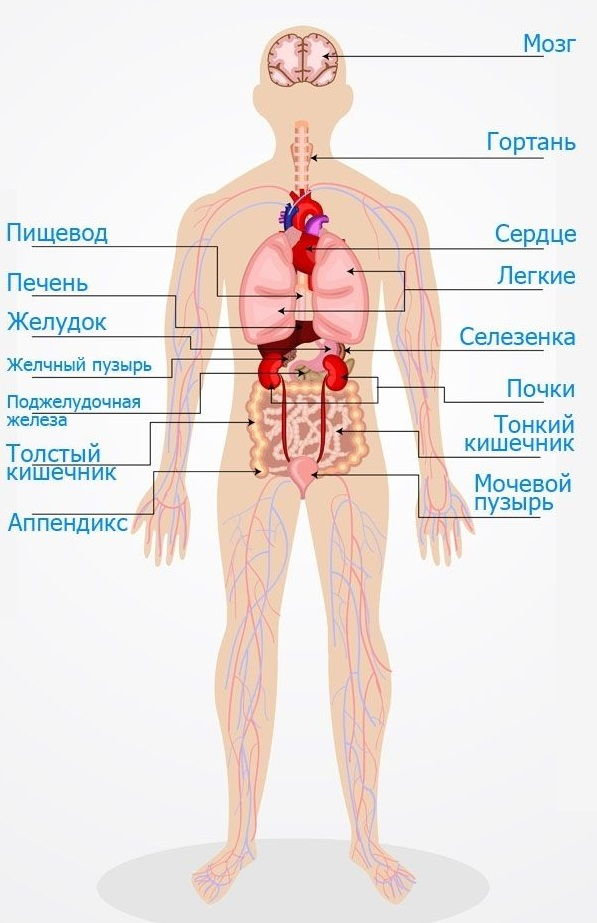 Мозг
Гортань
Пищевод
Сердце
Печень
Легкие
Желудок
Селезенка
Желчный пузырь
Почки
Поджелудочная
железа
Тонкий
кишечник
Толстый
кишечник
Мочевой
пузырь
Аппендикс